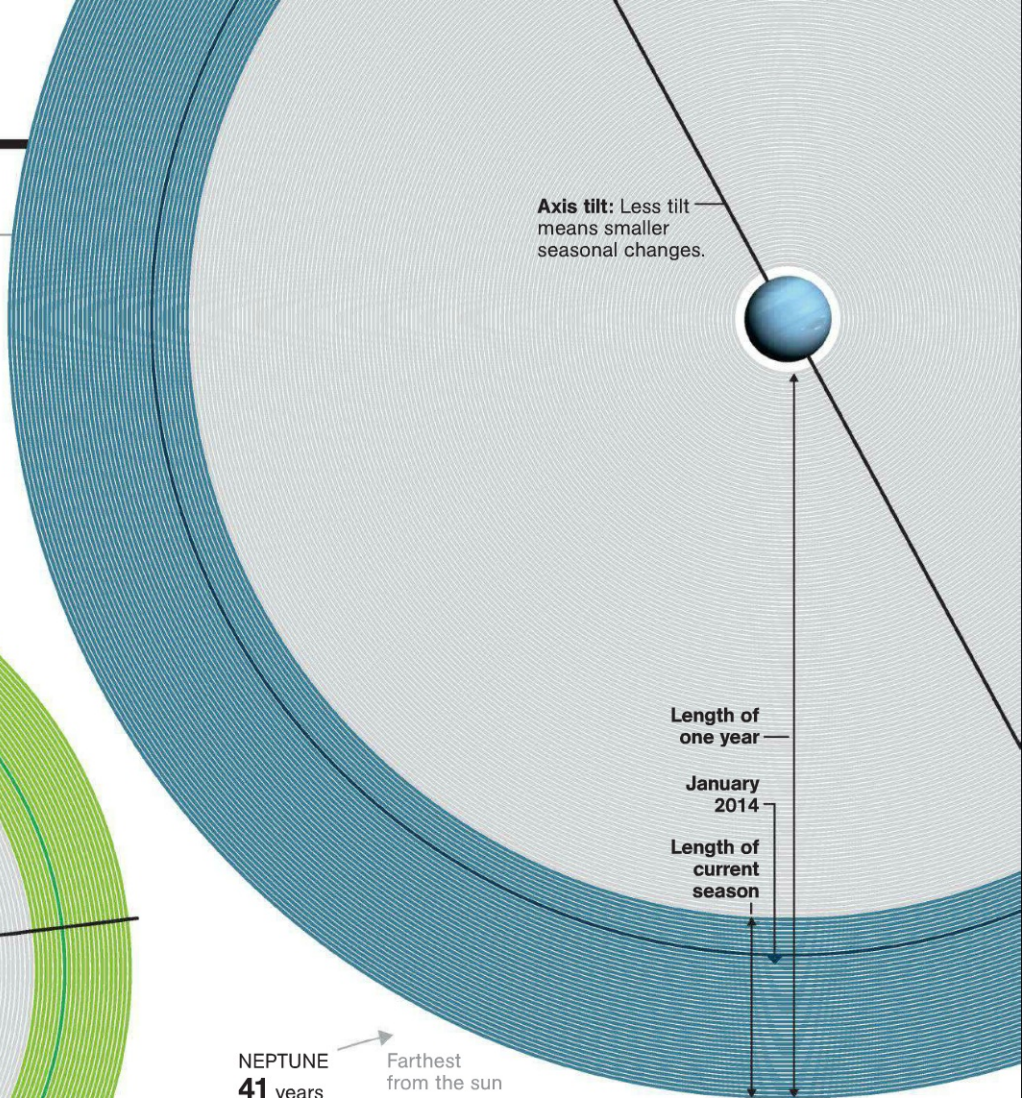 Axis tilt: Less tilt
means smaller
seasonal changes.
Length of
one year
January
2014
Length of
current
season
NEPTUNE
41 years
Farthest
from the sun